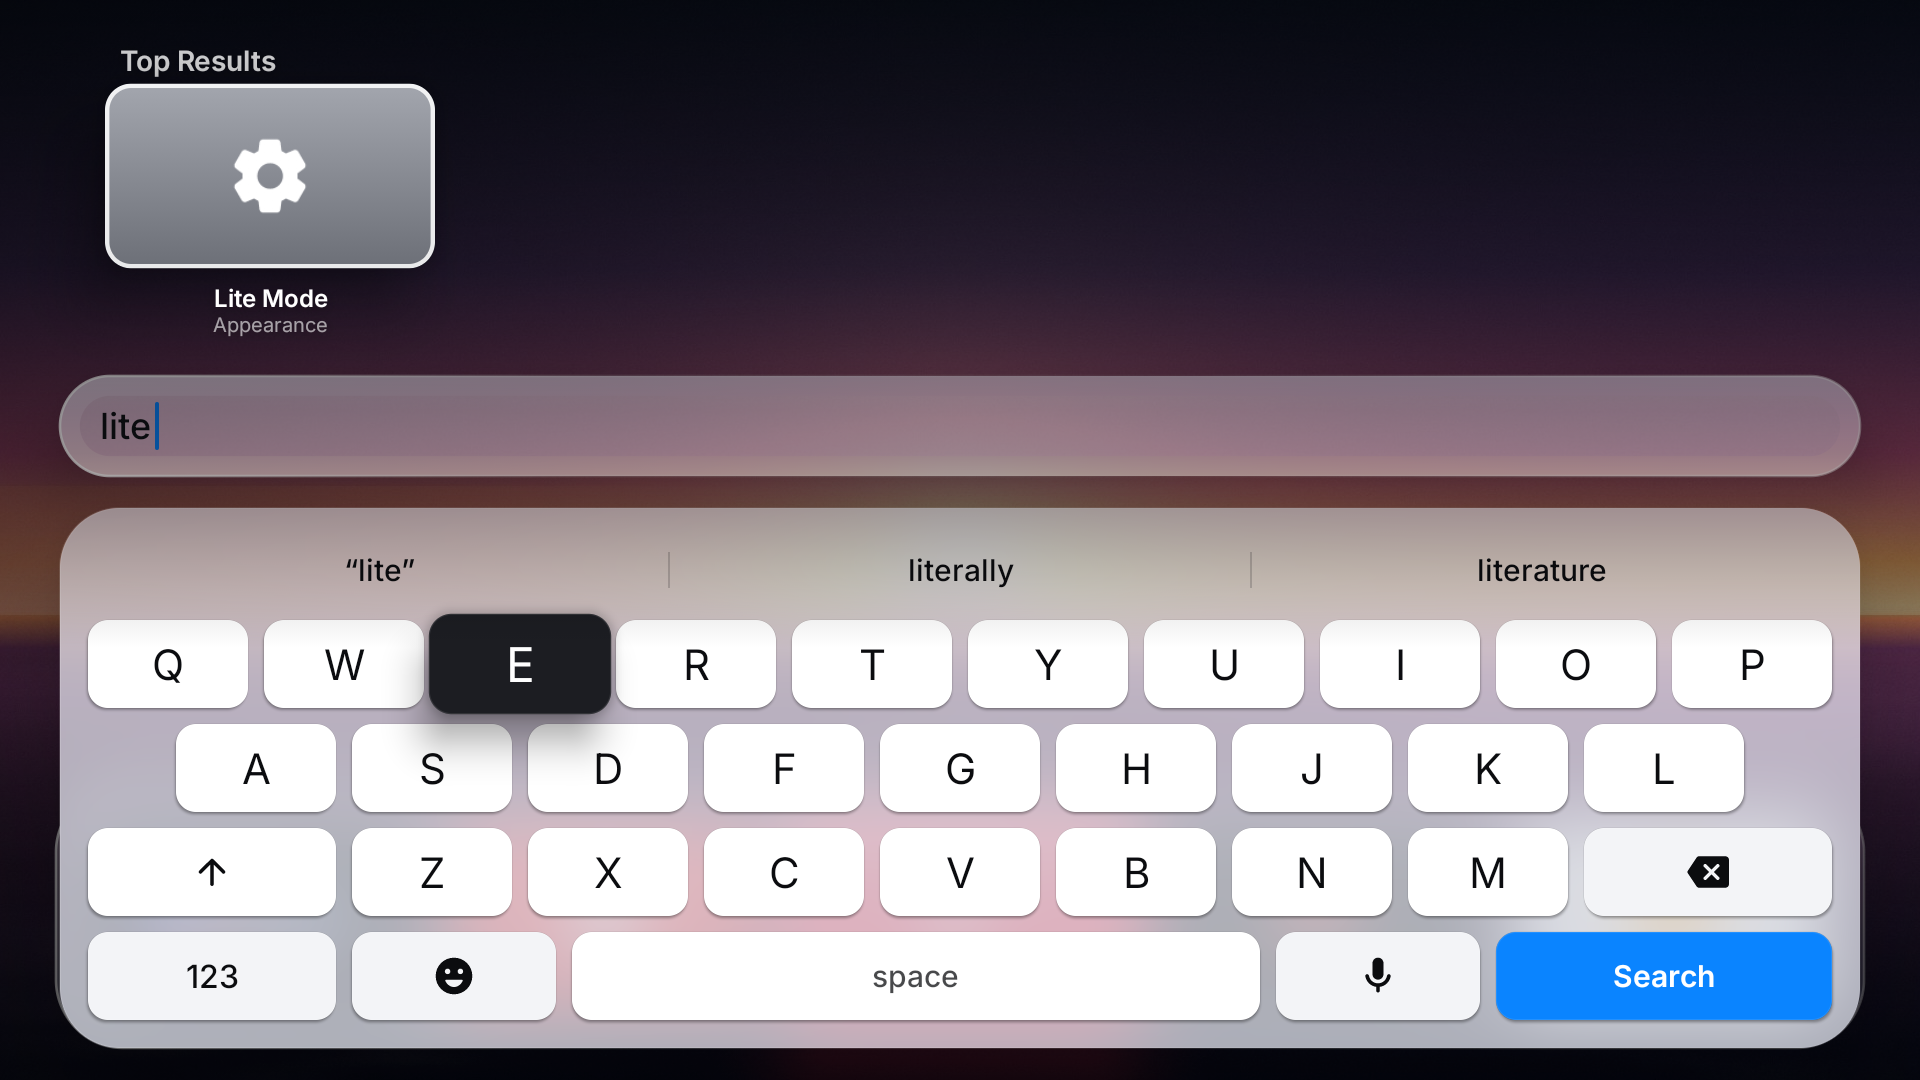 Top Results
Lite Mode
Appearance
lite
“lite” literally literature
Q W E R T Y U I O P
A S D F G H J K L
Z X C V B N M
123 space Search